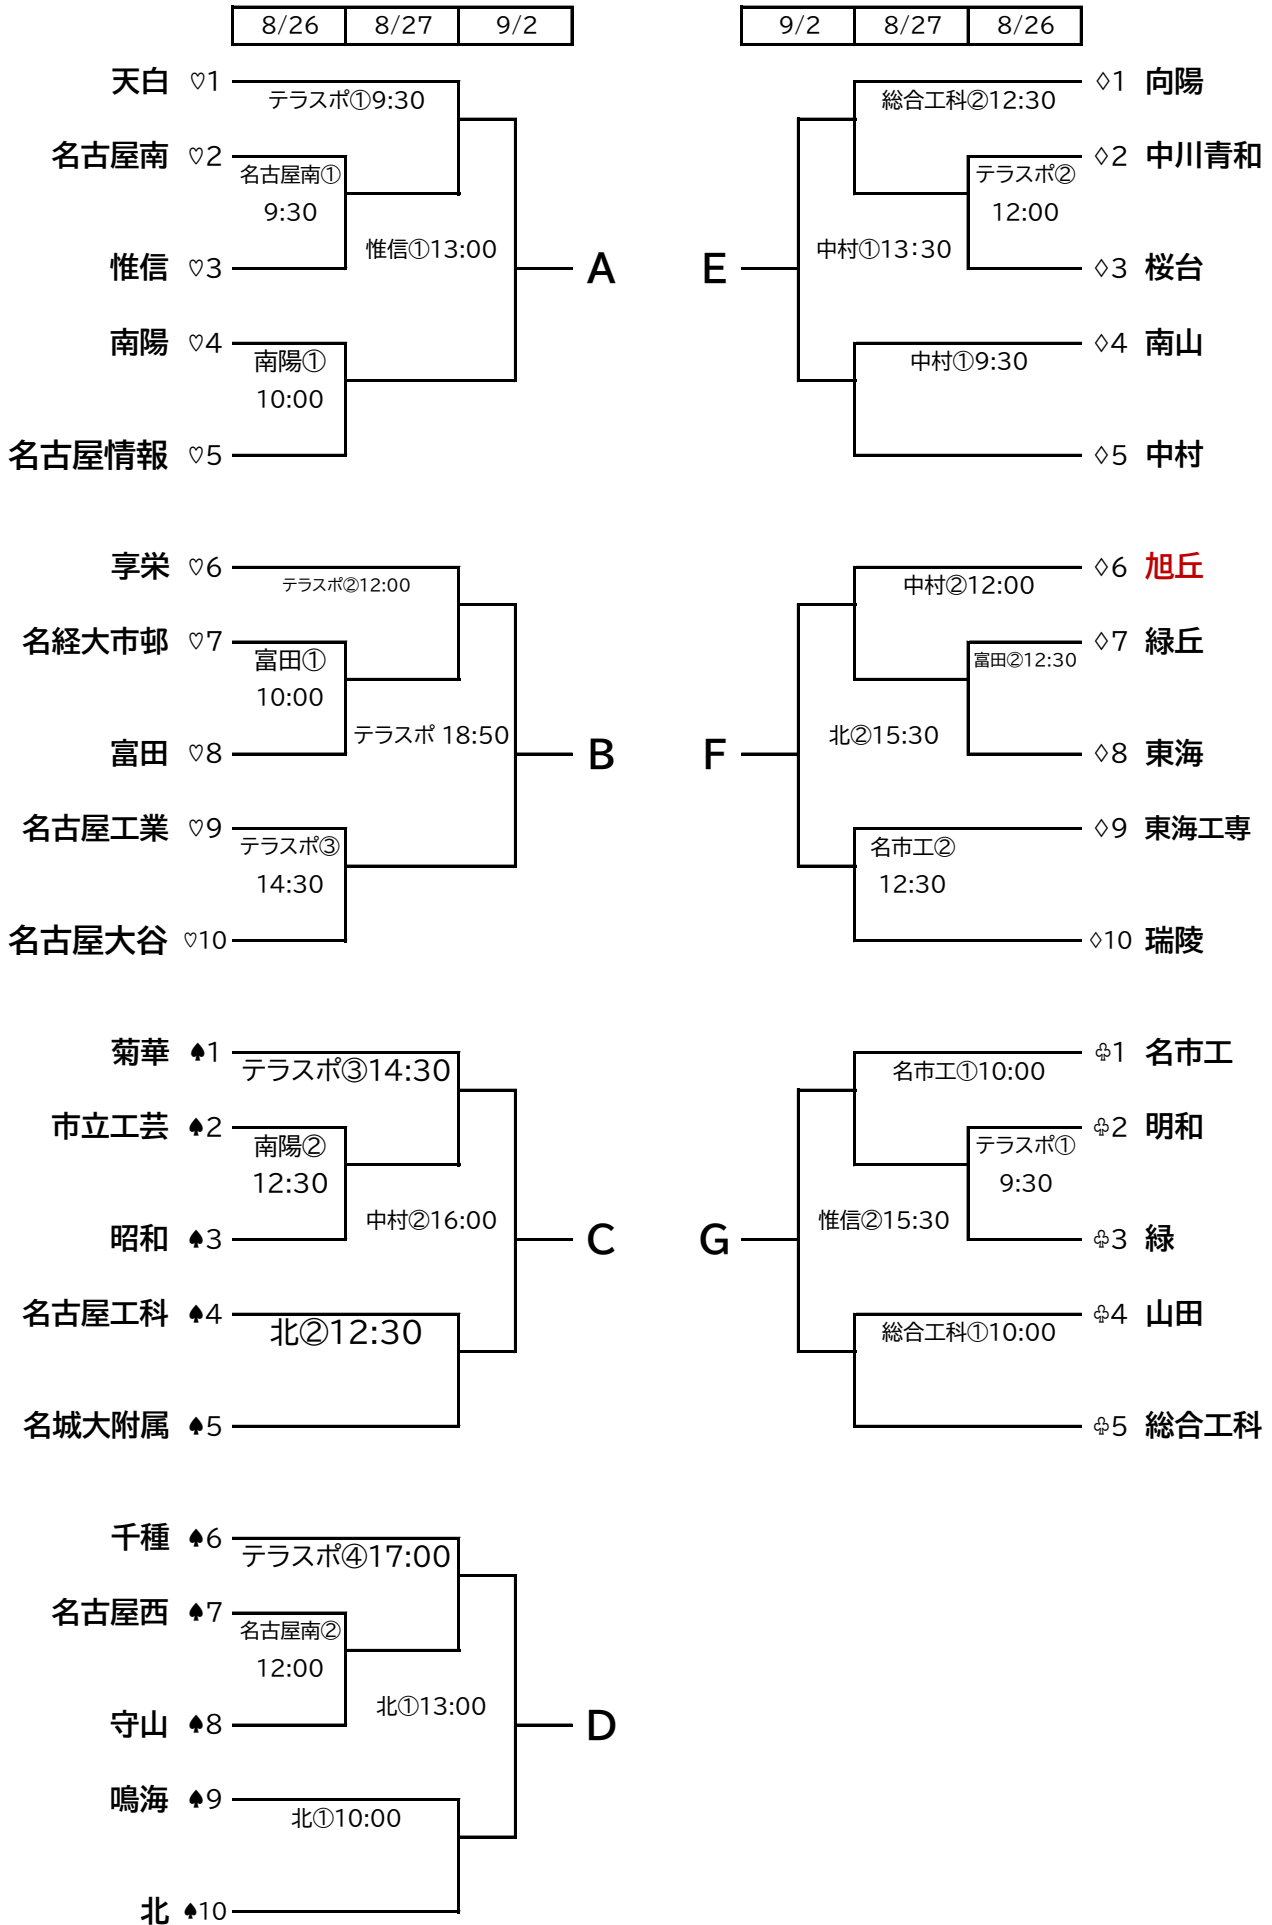 8/26 8/27 9/2
天白 ♡1
テラスポ①9:30
名古屋南 ♡2
名古屋南①
9:30
惟信①13:00
惟信 ♡3
A
南陽 ♡4
南陽①
10:00
名古屋情報 ♡5
享栄 ♡6
テラスポ②12:00
名経大市邨 ♡7
富田①
10:00
テラスポ 18:50
富田 ♡8
B
名古屋工業 ♡9
テラスポ③
14:30
名古屋大谷 ♡10
菊華 ♠1
テラスポ③14:30
市立工芸 ♠2
南陽②
12:30
中村②16:00
昭和 ♠3
C
名古屋工科 ♠4
北②12:30
名城大附属 ♠5
千種 ♠6
テラスポ④17:00
名古屋西 ♠7
名古屋南②
12:00
北①13:00
守山 ♠8
D
鳴海 ♠9
北①10:00
北 ♠10
9/2 8/27 8/26
♢1 向陽
総合工科②12:30
♢2 中川青和
テラスポ②
12:00
中村①13:30
E
♢3 桜台
♢4 南山
中村①9:30
♢5 中村
♢6 旭丘
中村②12:00
♢7 緑丘
富田②12:30
北②15:30
F
♢8 東海
♢9 東海工専
名市工②
12:30
♢10 瑞陵
♧1 名市工
名市工①10:00
♧2 明和
テラスポ①
9:30
惟信②15:30
G
♧3 緑
♧4 山田
総合工科①10:00
♧5 総合工科